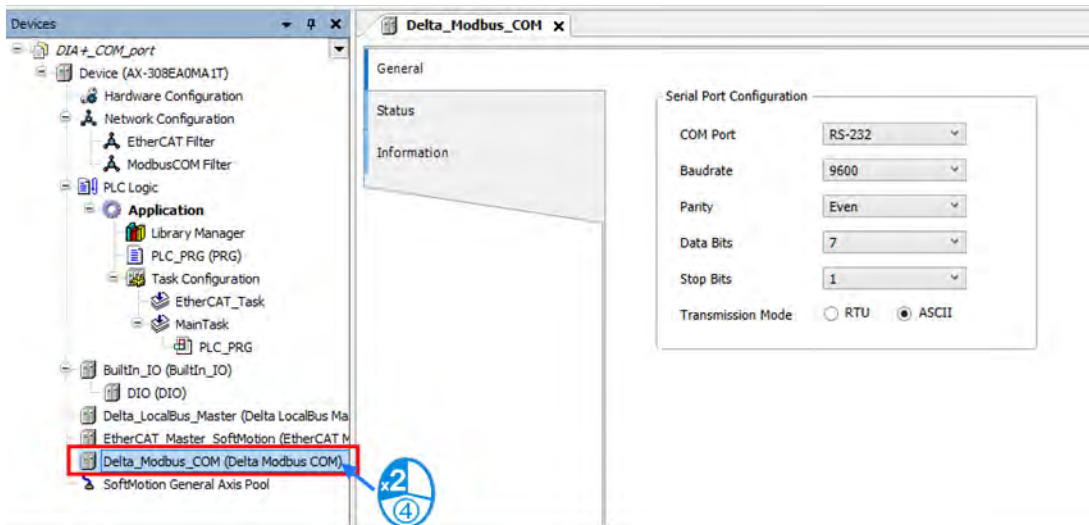 Devices
DIA+_COM_port
Device (AX-308EA0MA1T)
Hardware Configuration
Network Configuration
EtherCAT Filter
ModbusCOM Filter
PLC Logic
Application
Library Manager
PLC_PRG (PRG)
Task Configuration
EtherCAT_Task
MainTask
PLC_PRG
BuiltIn_IO (BuiltIn_IO)
DIO (DIO)
Delta_LocalBus_Master (Delta LocalBus Ma
EtherCAT_Master_SoftMotion (EtherCAT M
Delta_Modbus_COM (Delta Modbus COM)
SoftMotion General Axis Pool
x2
④
Delta_Modbus_COM
General
Status
Information
Serial Port Configuration
COM Port RS-232
Baudrate 9600
Parity Even
Data Bits 7
Stop Bits 1
Transmission Mode RTU ASCII